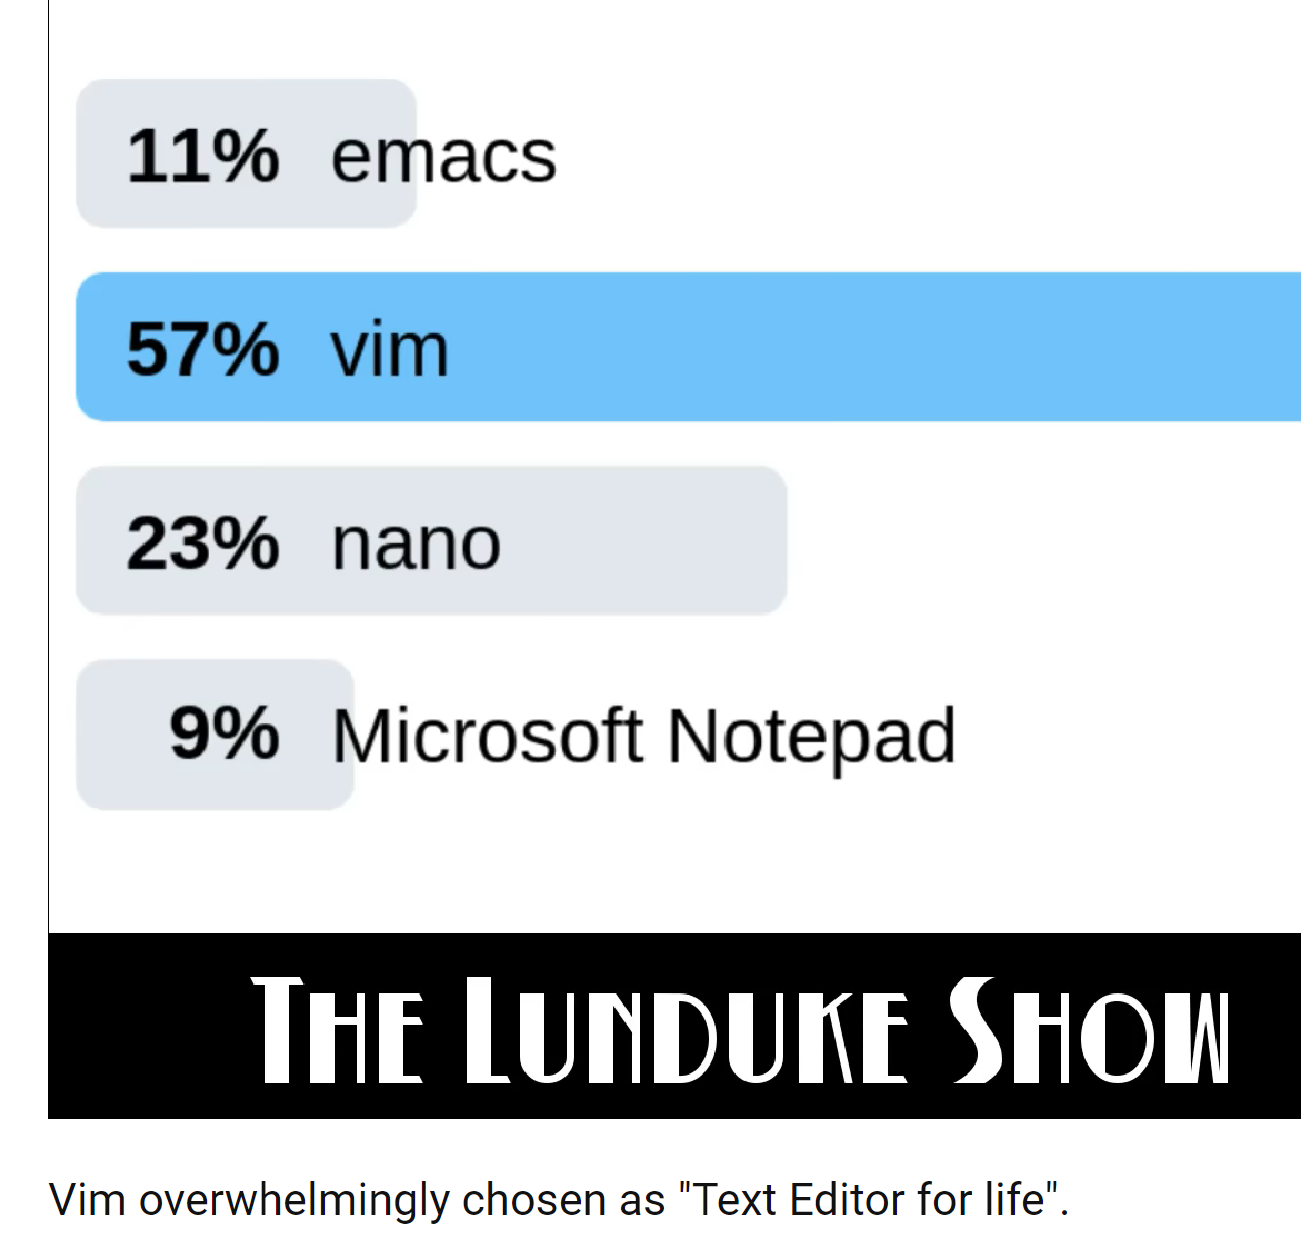 11% emacs
57% vim
23% nano
9% Microsoft Notepad
The Lunduke Show
Vim overwhelmingly chosen as "Text Editor for life".